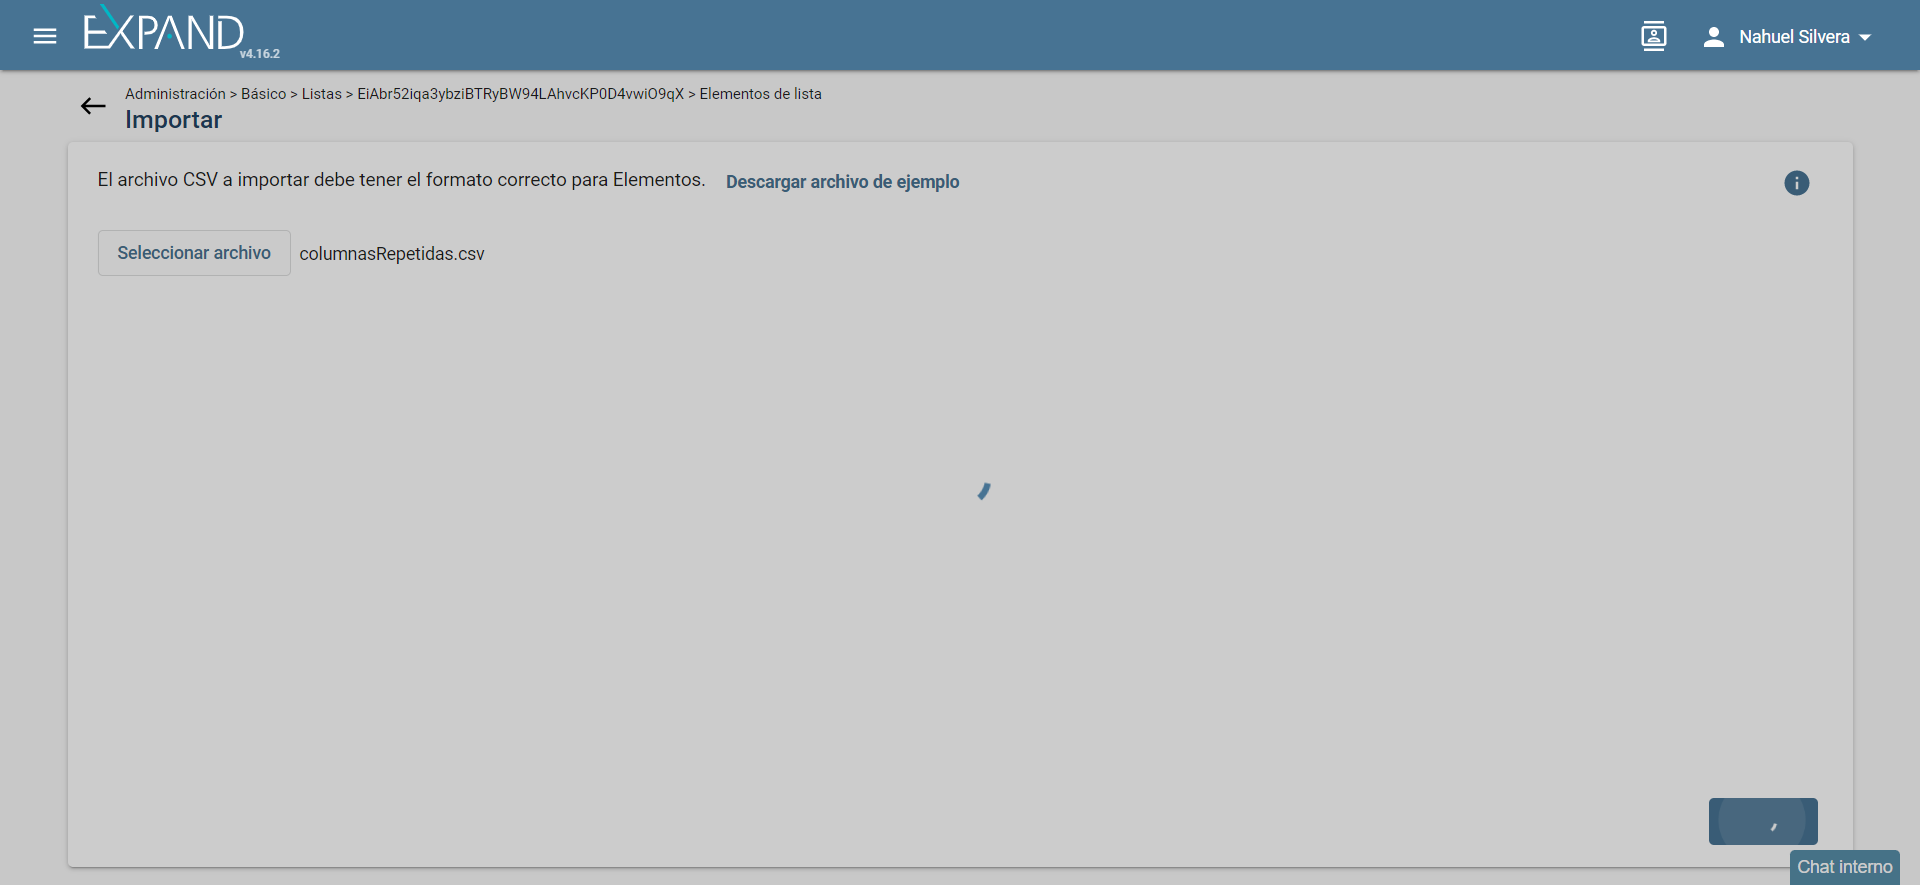 EXPAND
v4.16.2
Nahuel Silvera
Administración > Básico > Listas > EiAbr52iqa3ybziBTRyBW94LAhvcKP0D4vwiO9qX > Elementos de lista
Importar
El archivo CSV a importar debe tener el formato correcto para Elementos.
Descargar archivo de ejemplo
Seleccionar archivo
columnasRepetidas.csv
Chat interno